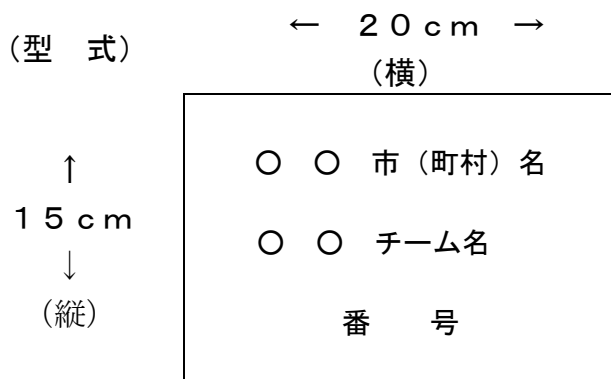 (型　式)
← ２０ｃｍ →
(横)
↑
１５ｃｍ
↓
(縦)
○　○　市（町村）名
○　○　チーム名
番　　号